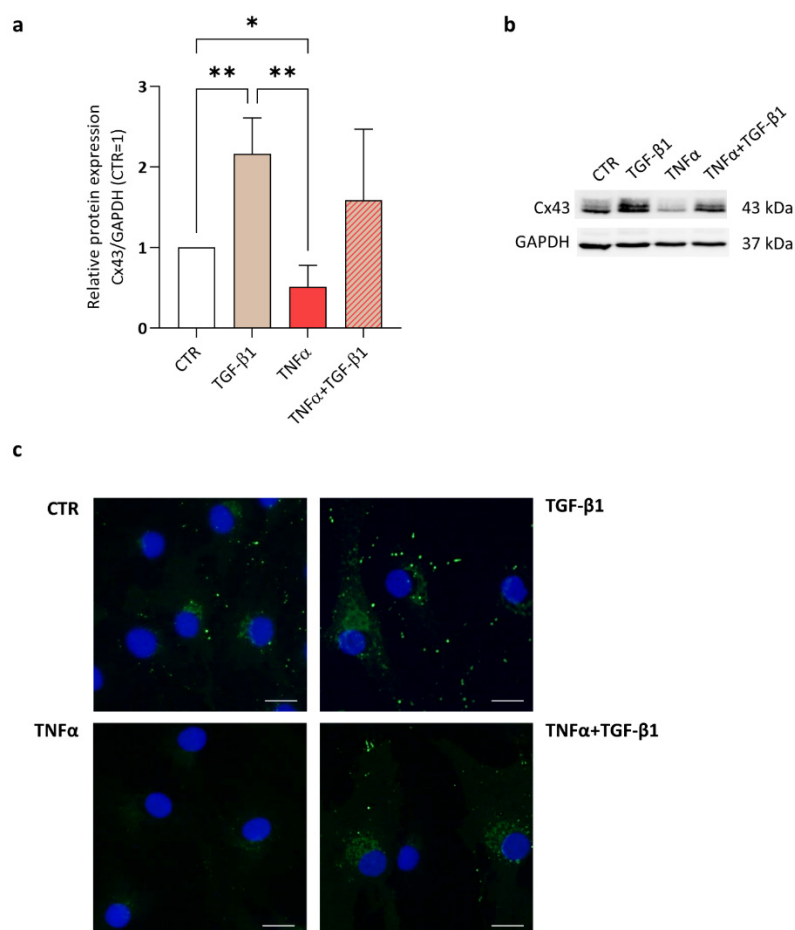 a
*
**
**
Relative protein expression
Cx43/GAPDH (CTR=1)
3
2
1
0
CTR
TGF-β1
TNFα
TNFα+TGF-β1
b
CTR
TGF-β1
TNFα
TNFα+TGF-β1
Cx43
43 kDa
GAPDH
37 kDa
c
CTR
TGF-β1
TNFα
TNFα+TGF-β1